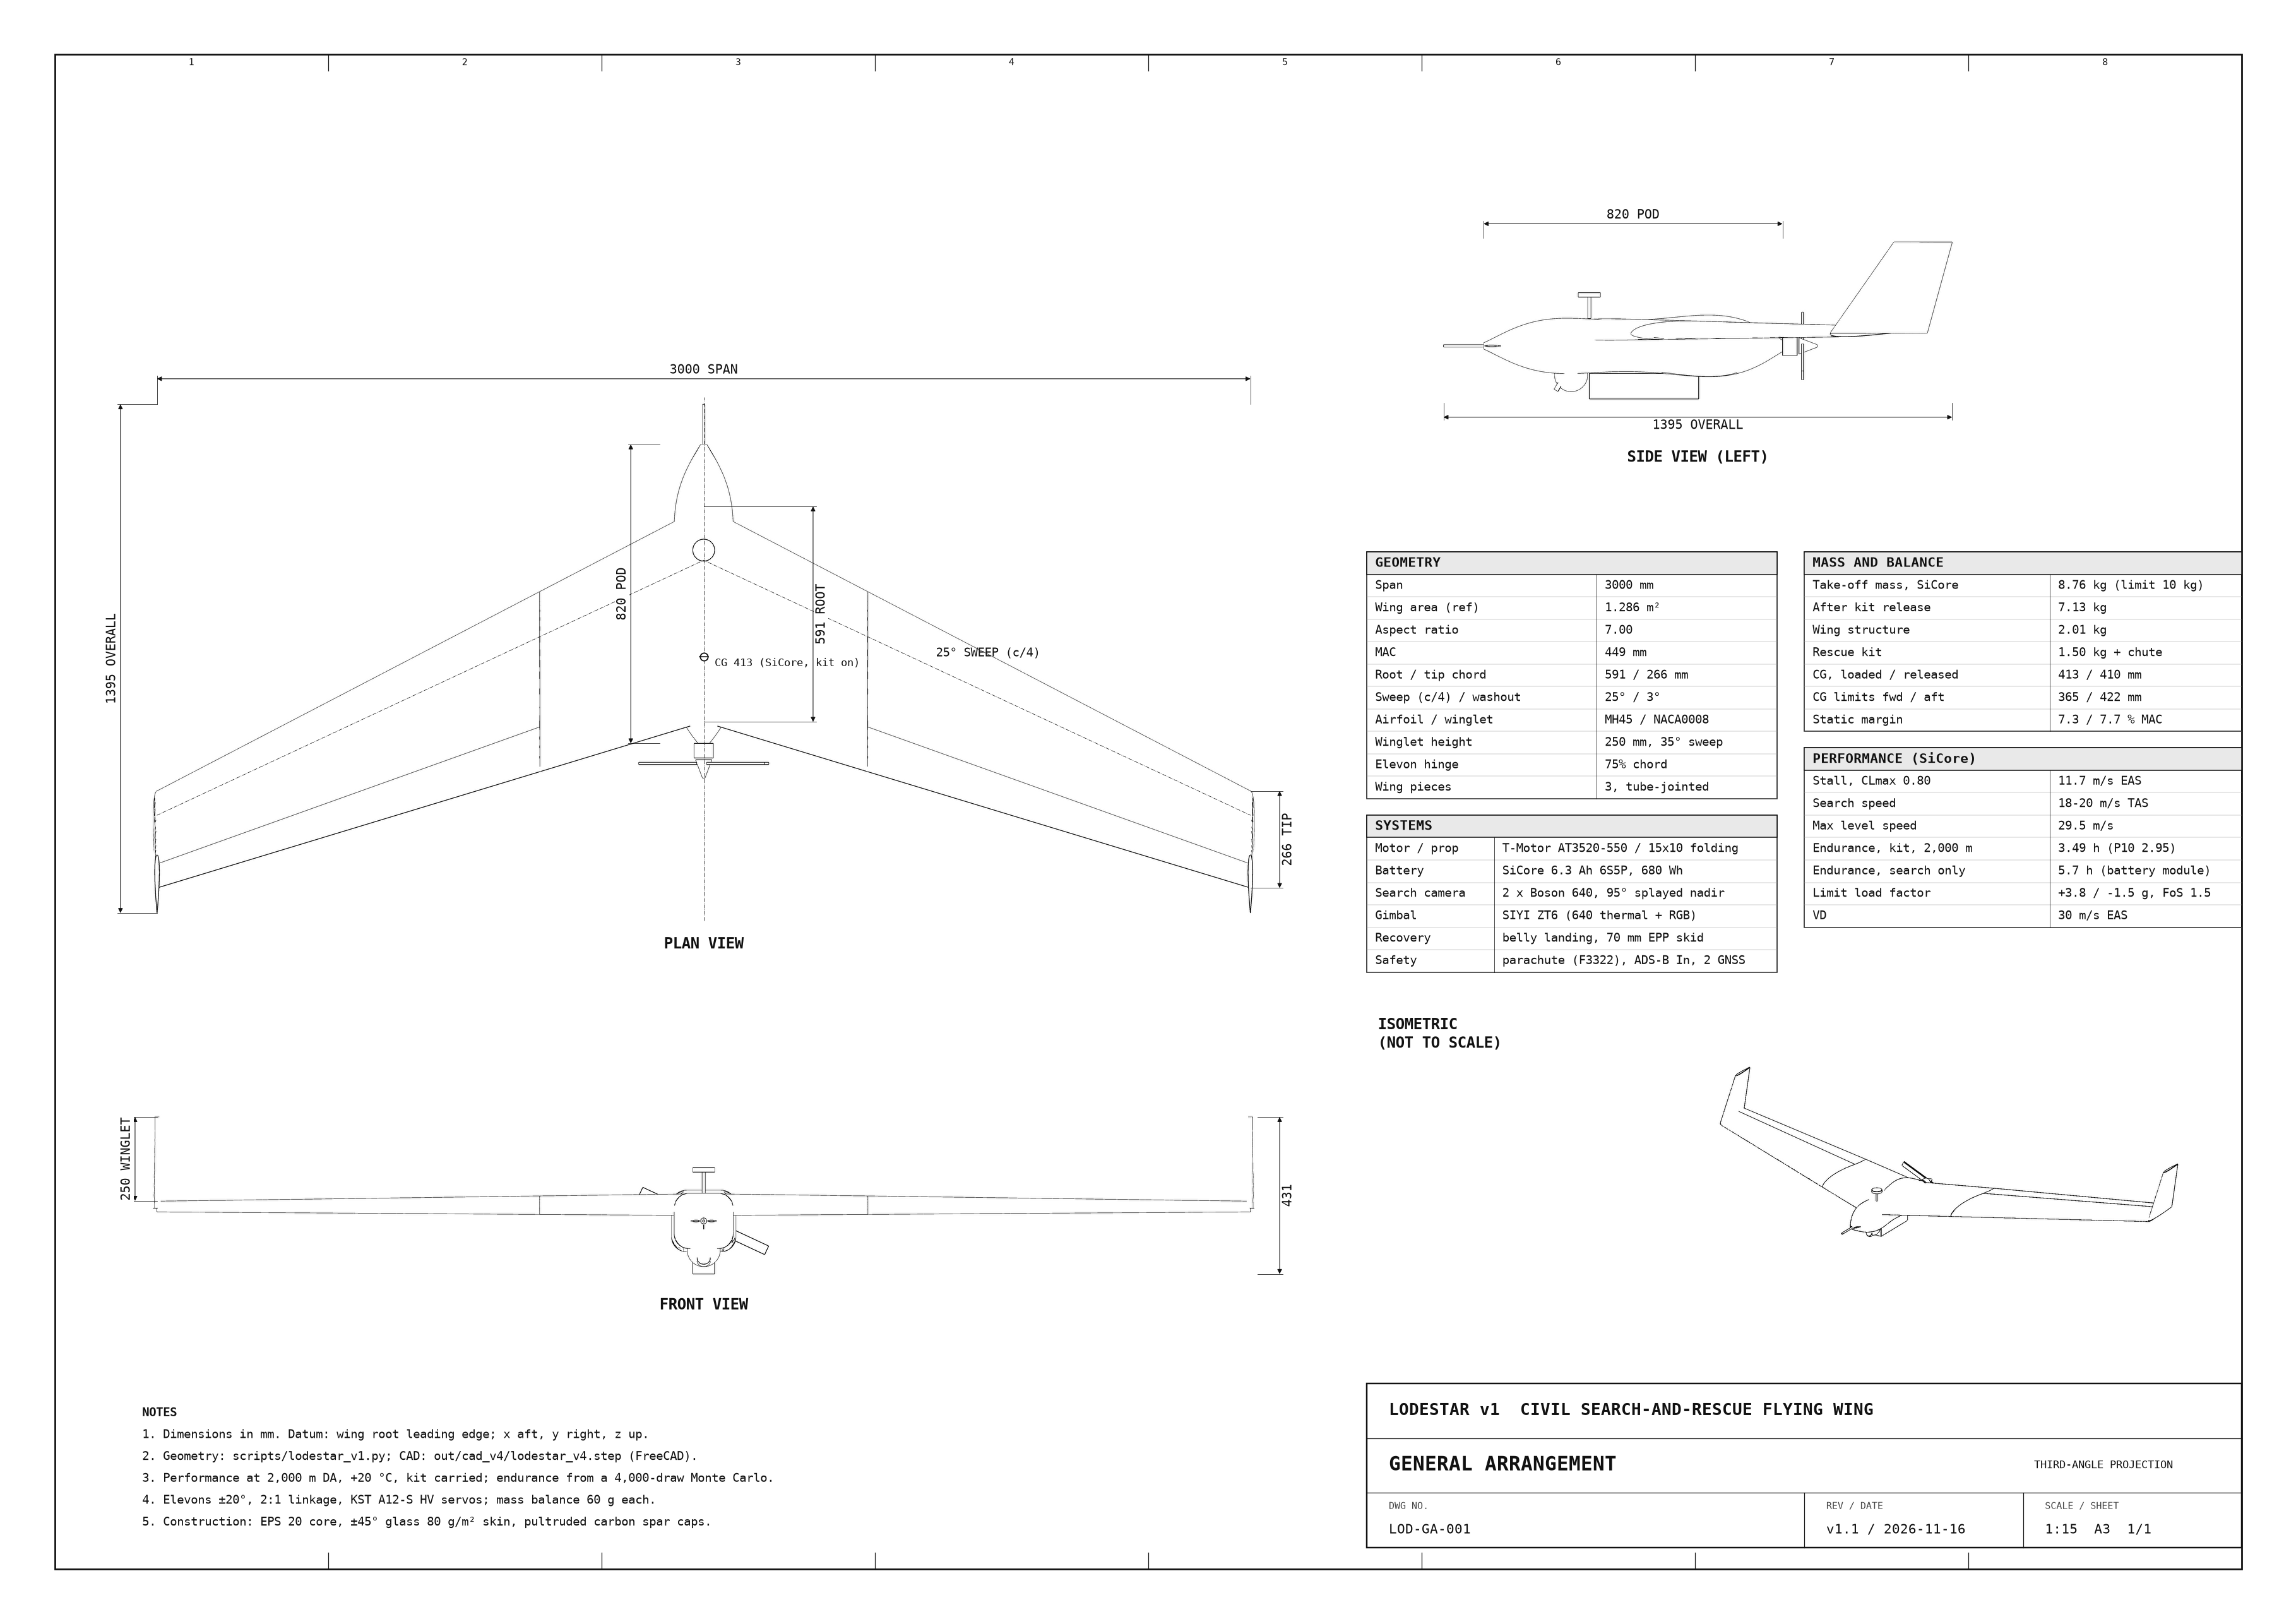 1 2 3 4 5 6 7 8
820 POD
1395 OVERALL
SIDE VIEW (LEFT)
3000 SPAN
1395 OVERALL
820 POD
591 ROOT
25° SWEEP (c/4)
CG 413 (SiCore, kit on)
266 TIP
PLAN VIEW
GEOMETRY
Span 3000 mm
Wing area (ref) 1.286 m²
Aspect ratio 7.00
MAC 449 mm
Root / tip chord 591 / 266 mm
Sweep (c/4) / washout 25° / 3°
Airfoil / winglet MH45 / NACA0008
Winglet height 250 mm, 35° sweep
Elevon hinge 75% chord
Wing pieces 3, tube-jointed
SYSTEMS
Motor / prop T-Motor AT3520-550 / 15x10 folding
Battery SiCore 6.3 Ah 6S5P, 680 Wh
Search camera 2 x Boson 640, 95° splayed nadir
Gimbal SIYI ZT6 (640 thermal + RGB)
Recovery belly landing, 70 mm EPP skid
Safety parachute (F3322), ADS-B In, 2 GNSS
MASS AND BALANCE
Take-off mass, SiCore 8.76 kg (limit 10 kg)
After kit release 7.13 kg
Wing structure 2.01 kg
Rescue kit 1.50 kg + chute
CG, loaded / released 413 / 410 mm
CG limits fwd / aft 365 / 422 mm
Static margin 7.3 / 7.7 % MAC
PERFORMANCE (SiCore)
Stall, CLmax 0.80 11.7 m/s EAS
Search speed 18-20 m/s TAS
Max level speed 29.5 m/s
Endurance, kit, 2,000 m 3.49 h (P10 2.95)
Endurance, search only 5.7 h (battery module)
Limit load factor +3.8 / -1.5 g, FoS 1.5
VD 30 m/s EAS
ISOMETRIC
(NOT TO SCALE)
250 WINGLET
431
FRONT VIEW
NOTES
1. Dimensions in mm. Datum: wing root leading edge; x aft, y right, z up.
2. Geometry: scripts/lodestar_v1.py; CAD: out/cad_v4/lodestar_v4.step (FreeCAD).
3. Performance at 2,000 m DA, +20 °C, kit carried; endurance from a 4,000-draw Monte Carlo.
4. Elevons ±20°, 2:1 linkage, KST A12-S HV servos; mass balance 60 g each.
5. Construction: EPS 20 core, ±45° glass 80 g/m² skin, pultruded carbon spar caps.
LODESTAR v1 CIVIL SEARCH-AND-RESCUE FLYING WING
GENERAL ARRANGEMENT
THIRD-ANGLE PROJECTION
DWG NO. REV / DATE SCALE / SHEET
LOD-GA-001 v1.1 / 2026-11-16 1:15 A3 1/1